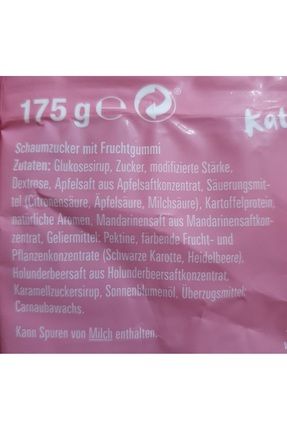 175 g e
Kat
Schaumzucker mit Fruchtgummi
Zutaten: Glukosesirup, Zucker, modifizierte Stärke,
Dextrose, Apfelsaft aus Apfelsaftkonzentrat, Säuerungsmit-
tel (Citronensäure, Äpfelsäure, Milchsäure), Kartoffelprotein,
natürliche Aromen, Mandarinensaft aus Mandarinensaftkon-
zentrat, Geliermittel: Pektine, färbende Frucht- und
Pflanzenkonzentrate (Schwarze Karotte, Heidelbeere),
Holunderbeersaft aus Holunderbeersaftkonzentrat,
Karamellzuckersirup, Sonnenblumenöl, Überzugsmittel:
Carnaubawachs.
Kann Spuren von Milch enthalten.